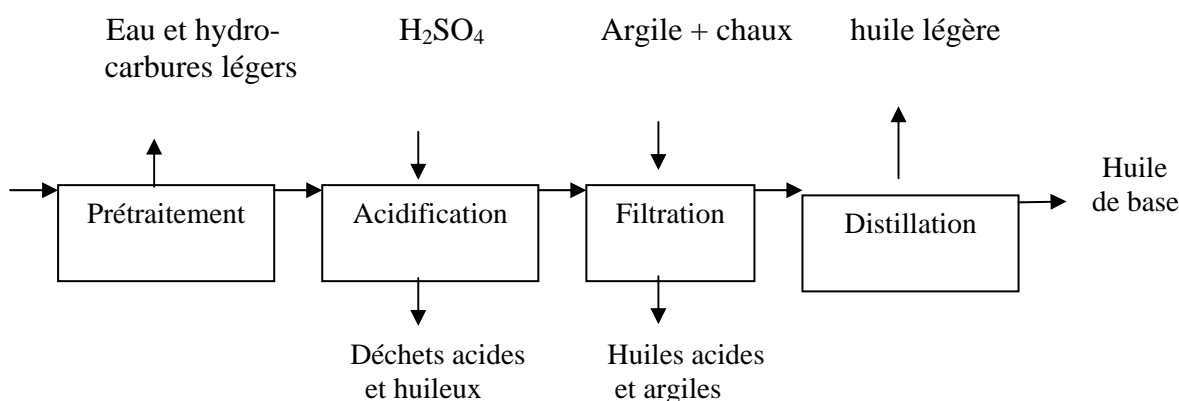 Eau et hydro-
carbures légers
H₂SO₄
Argile + chaux
huile légère
Prétraitement
Acidification
Filtration
Distillation
Huile
de base
Déchets acides
et huileux
Huiles acides
et argiles